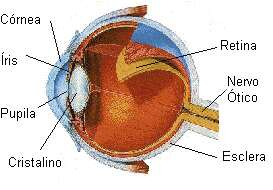 Córnea
Íris
Pupila
Cristalino
Retina
Nervo
Ótico
Esclera